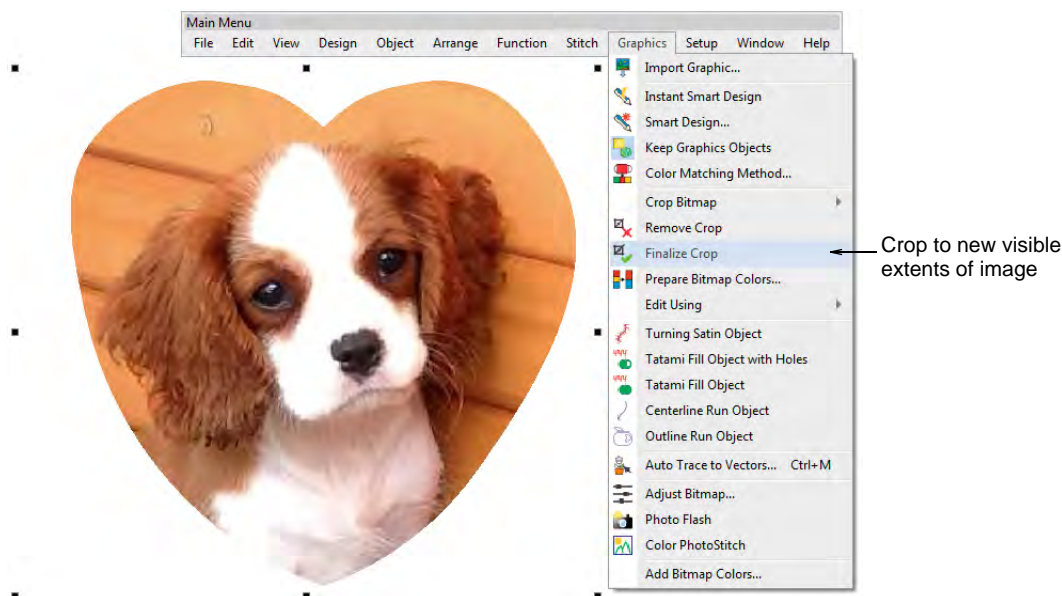 Main Menu
File Edit View Design Object Arrange Function Stitch Graphics Setup Window Help
Import Graphic...
Instant Smart Design
Smart Design...
Keep Graphics Objects
Color Matching Method...
Crop Bitmap
Remove Crop
Finalize Crop
Prepare Bitmap Colors...
Edit Using
Turning Satin Object
Tatami Fill Object with Holes
Tatami Fill Object
Centerline Run Object
Outline Run Object
Auto Trace to Vectors... Ctrl+M
Adjust Bitmap...
Photo Flash
Color PhotoStitch
Add Bitmap Colors...
Crop to new visible
extents of image